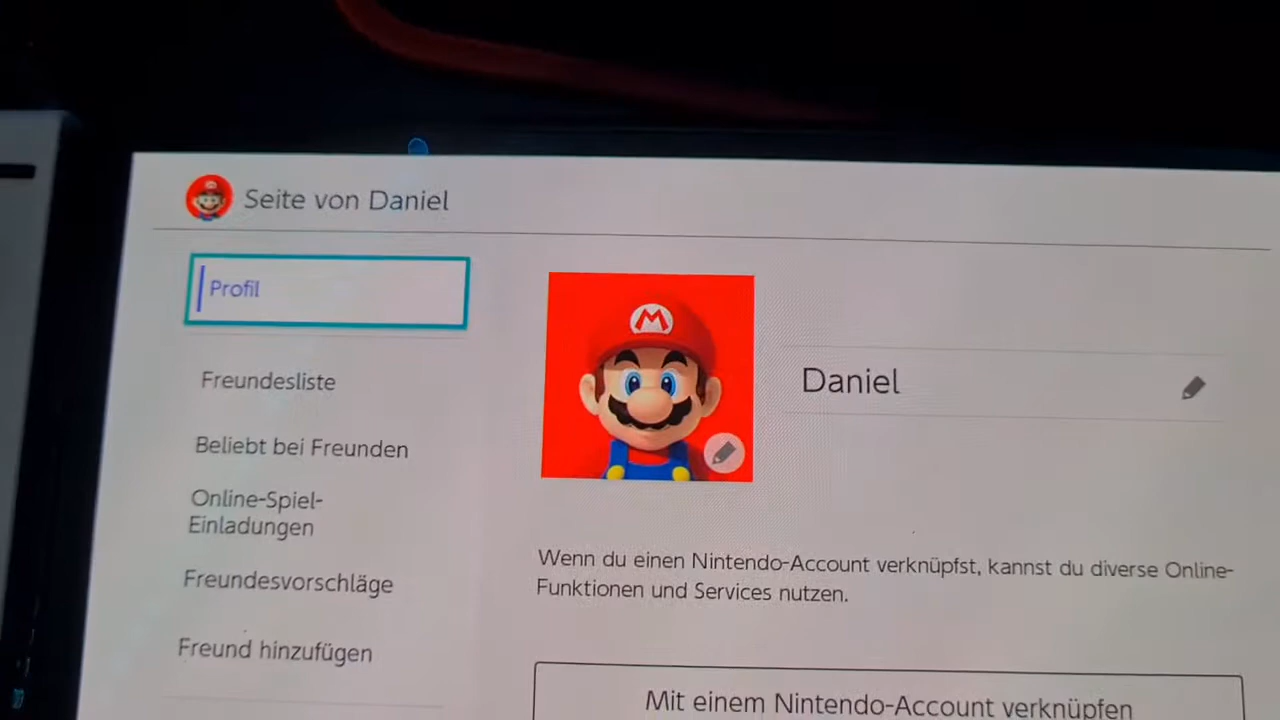 Seite von Daniel
Profil
Freundesliste
Beliebt bei Freunden
Online-Spiel-
Einladungen
Freundesvorschläge
Freund hinzufügen
M
Daniel
Wenn du einen Nintendo-Account verknüpfst, kannst du diverse Online-
Funktionen und Services nutzen.
Mit einem Nintendo-Account verknüpfen